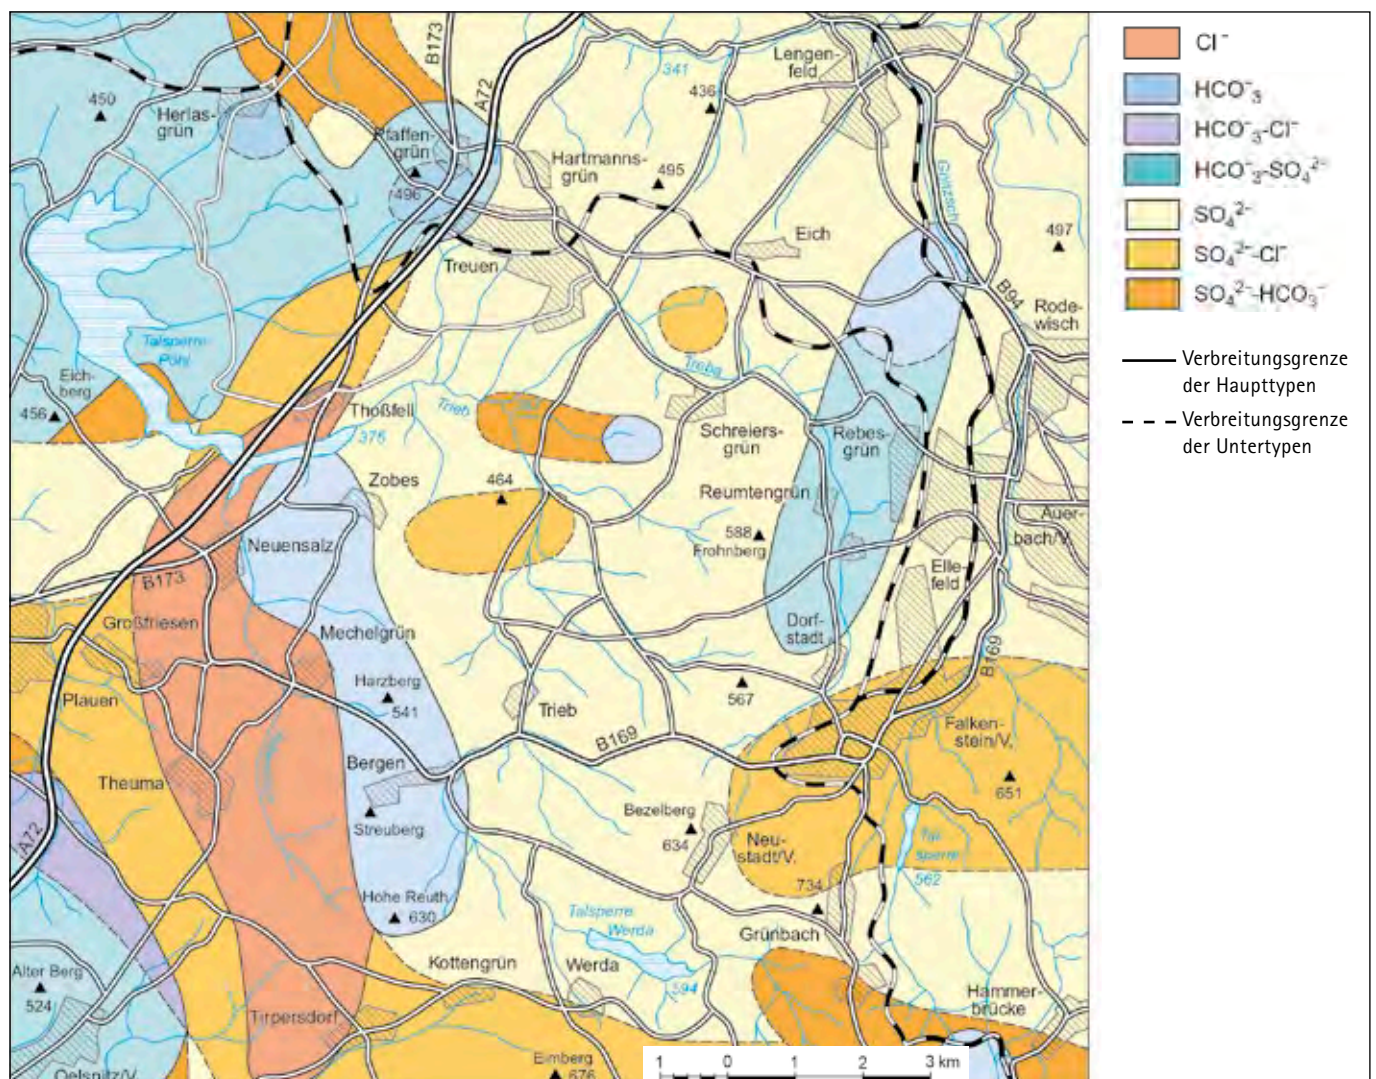 B173
A72
341
Lengen-
feld
450
Herlas-
grün
436
Pfaffen-
grün
496
Hartmanns-
grün
495
Göltzsch
497
Eich
Treuen
B94
Rode-
wisch
Talsperre
Pöhl
Eich-
berg
456
Treba
Thoßfell
Trieb
376
Schreiers-
grün
Rebes-
grün
Zobes
464
Reumtengrün
588
Frohnberg
Auer-
bach/V.
Neuensalz
B173
Elle-
feld
Großfriesen
Mechelgrün
Dorf-
stadt
B169
Harzberg
541
567
Plauen
Trieb
B169
Falken-
stein/V.
Bergen
Theuma
651
Streuberg
Bezelberg
634
Neu-
stadt/V.
Tal-
sperre
562
A72
734
Hohe Reuth
630
Talsperre
Werda
Grünbach
Kottengrün
Werda
594
Alter Berg
524
Hammer-
brücke
Tirpersdorf
Eimberg
676
Oelsnitz/V.
1 0 1 2 3 km
Cl⁻
HCO⁻₃
HCO⁻₃-Cl⁻
HCO⁻₃-SO₄²⁻
SO₄²⁻
SO₄²⁻-Cl⁻
SO₄²⁻-HCO₃⁻
Verbreitungsgrenze
der Haupttypen
Verbreitungsgrenze
der Untertypen